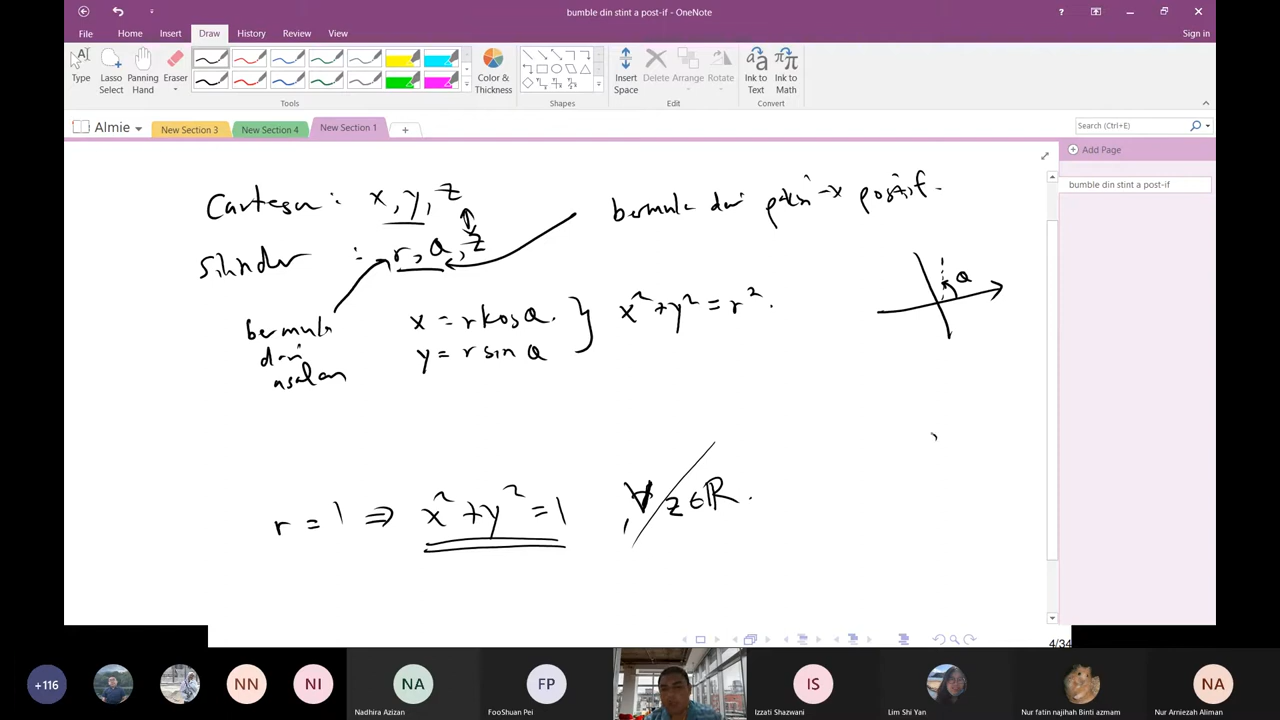 bumble din stint a post-if - OneNote
?
Sign in
File Home Insert Draw History Review View
Type
Lasso Select
Panning Hand
Eraser
Color & Thickness
Insert Space
Delete
Arrange
Rotate
Ink to Text
Ink to Math
Tools
Shapes
Edit
Convert
Almie
New Section 3
New Section 4
New Section 1
+
Search (Ctrl+E)
Add Page
bumble din stint a post-if
Cartesan : x, y, z
bermula dari paksi-x positif.
Silinder : r, θ, z
θ
bermula
dari
asalan
x = r kos θ.
y = r sin θ
} x² + y² = r².
r = 1 ⇒ x² + y² = 1 , ∀ z ∈ ℝ.
4/34
+116
NN
NI
NA
Nadhira Azizan
FP
FooShuan Pei
IS
Izzati Shazwani
Lim Shi Yan
Nur fatin najihah Binti azmam
NA
Nur Arniezah Aliman